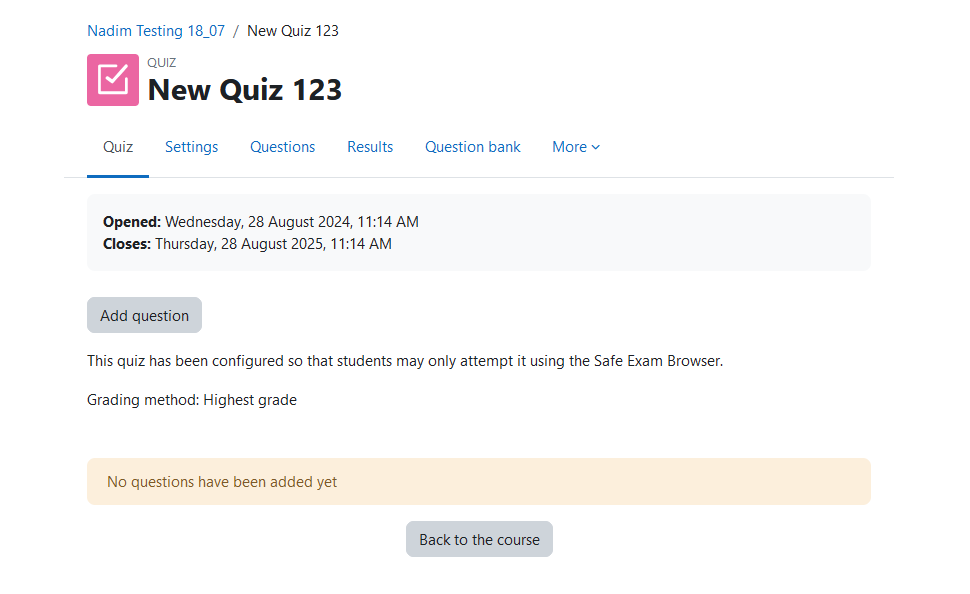 Nadim Testing 18_07 / New Quiz 123
QUIZ
New Quiz 123
Quiz Settings Questions Results Question bank More
Opened: Wednesday, 28 August 2024, 11:14 AM
Closes: Thursday, 28 August 2025, 11:14 AM
Add question
This quiz has been configured so that students may only attempt it using the Safe Exam Browser.
Grading method: Highest grade
No questions have been added yet
Back to the course